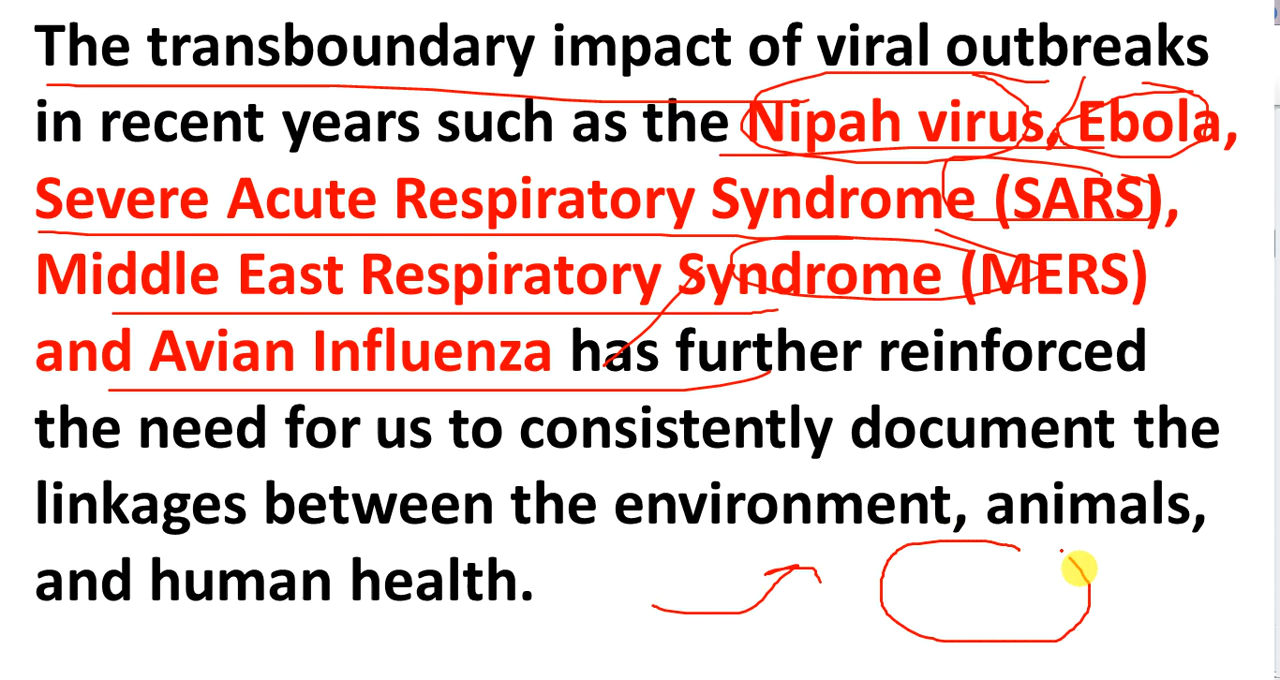 The transboundary impact of viral outbreaks
in recent years such as the Nipah virus, Ebola,
Severe Acute Respiratory Syndrome (SARS),
Middle East Respiratory Syndrome (MERS)
and Avian Influenza has further reinforced
the need for us to consistently document the
linkages between the environment, animals,
and human health.